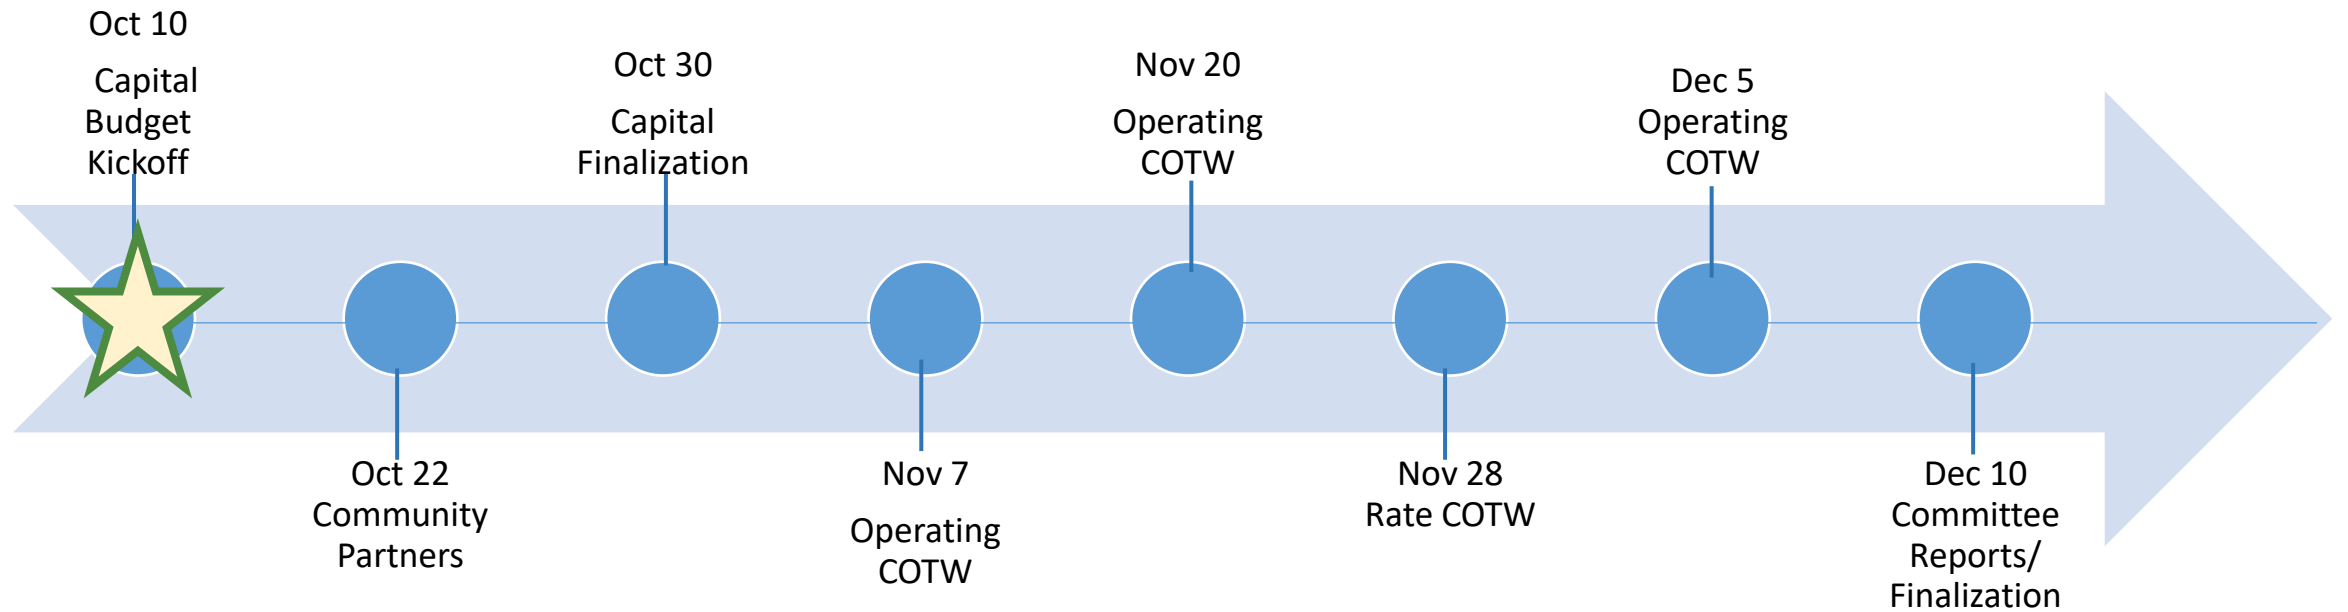 Oct 10
Capital
Budget
Kickoff
Oct 22
Community
Partners
Oct 30
Capital
Finalization
Nov 7
Operating
COTW
Nov 20
Operating
COTW
Nov 28
Rate COTW
Dec 5
Operating
COTW
Dec 10
Committee
Reports/
Finalization